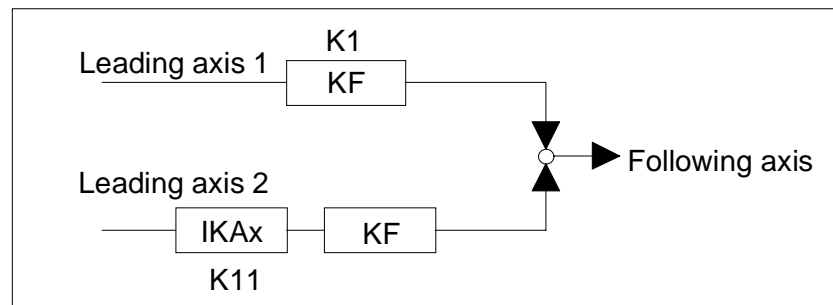 K1
Leading axis 1
KF
Following axis
Leading axis 2
IKAx
KF
K11